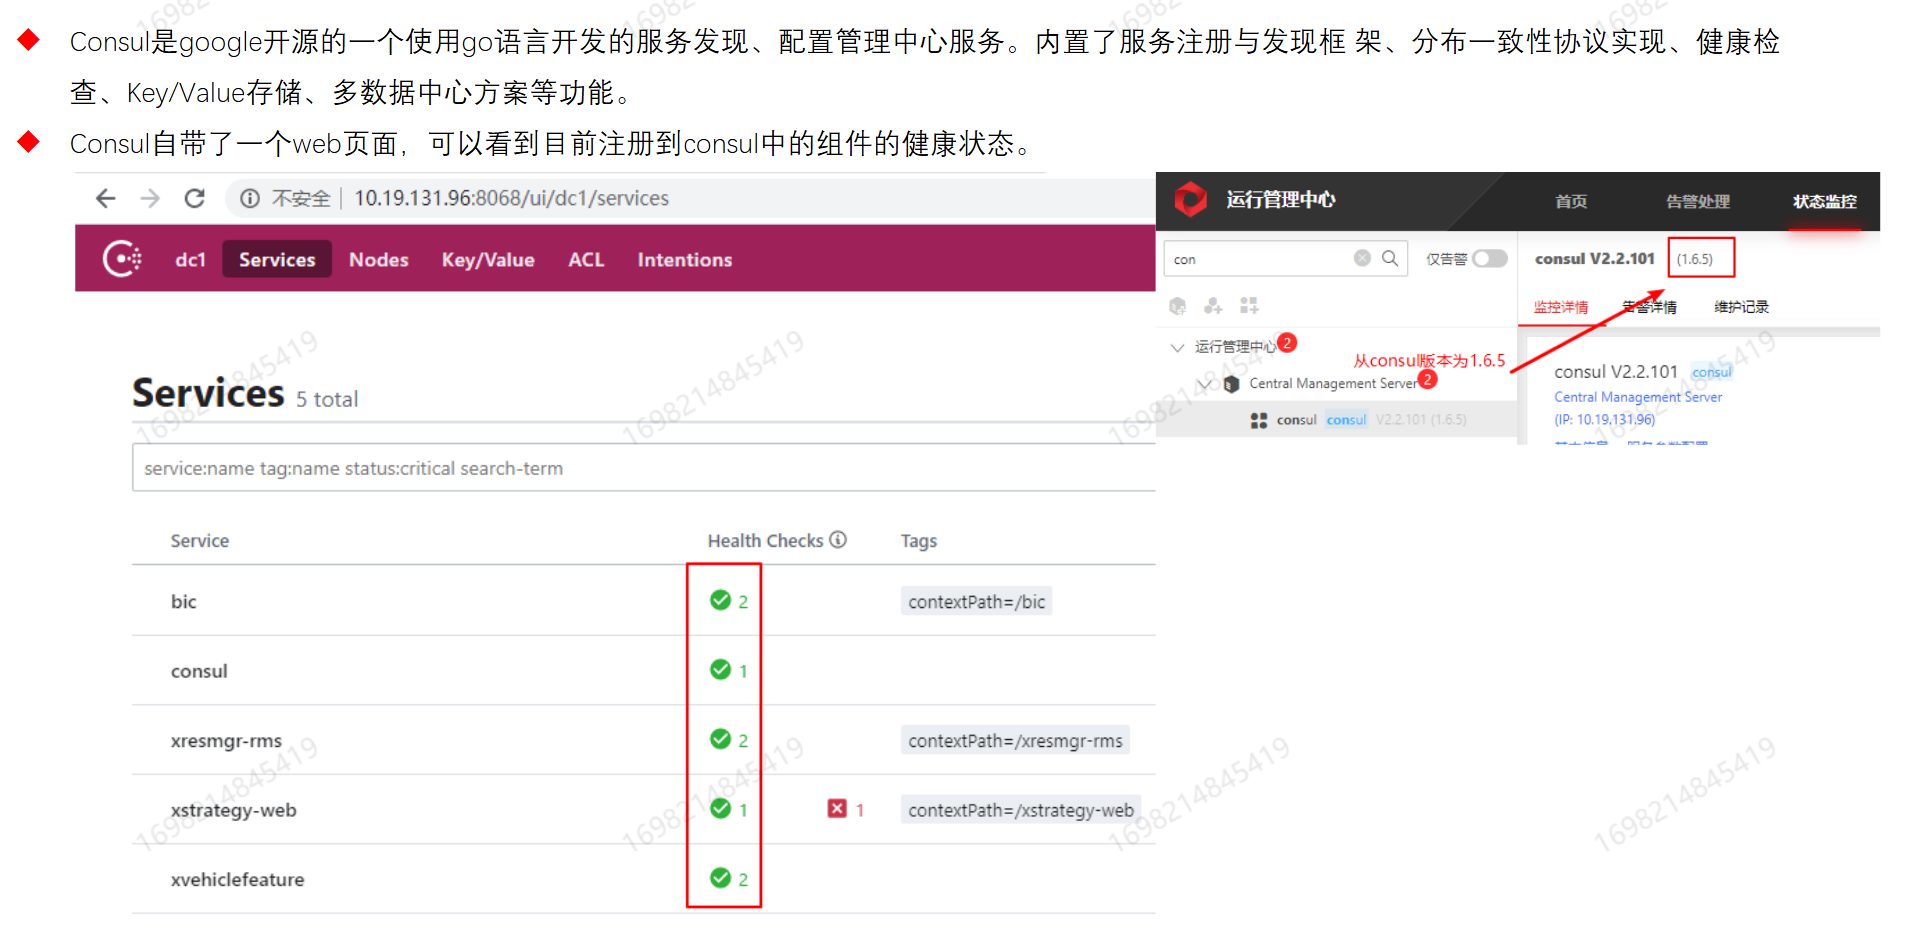 Consul是google开源的一个使用go语言开发的服务发现、配置管理中心服务。内置了服务注册与发现框 架、分布一致性协议实现、健康检
查、Key/Value存储、多数据中心方案等功能。
Consul自带了一个web页面，可以看到目前注册到consul中的组件的健康状态。
不安全 10.19.131.96:8068/ui/dc1/services
dc1 Services Nodes Key/Value ACL Intentions
Services 5 total
service:name tag:name status:critical search-term
Service Health Checks Tags
bic 2 contextPath=/bic
consul 1
xresmgr-rms 2 contextPath=/xresmgr-rms
xstrategy-web 1 1 contextPath=/xstrategy-web
xvehiclefeature 2
运行管理中心 首页 告警处理 状态监控
con 仅告警
运行管理中心 2
Central Management Server 2
consul consul V2.2.101 (1.6.5)
从consul版本为1.6.5
consul V2.2.101 (1.6.5)
监控详情 告警详情 维护记录
consul V2.2.101 consul
Central Management Server
(IP: 10.19.131.96)
1698214845419
1698214845419
1698214845419
1698214845419
1698214845419
1698214845419
1698214845419
1698214845419